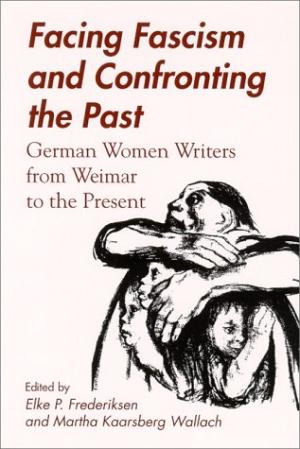 Facing Fascism
and Confronting
the Past
German Women Writers
from Weimar
to the Present
Edited by
Elke P. Frederiksen
and Martha Kaarsberg Wallach